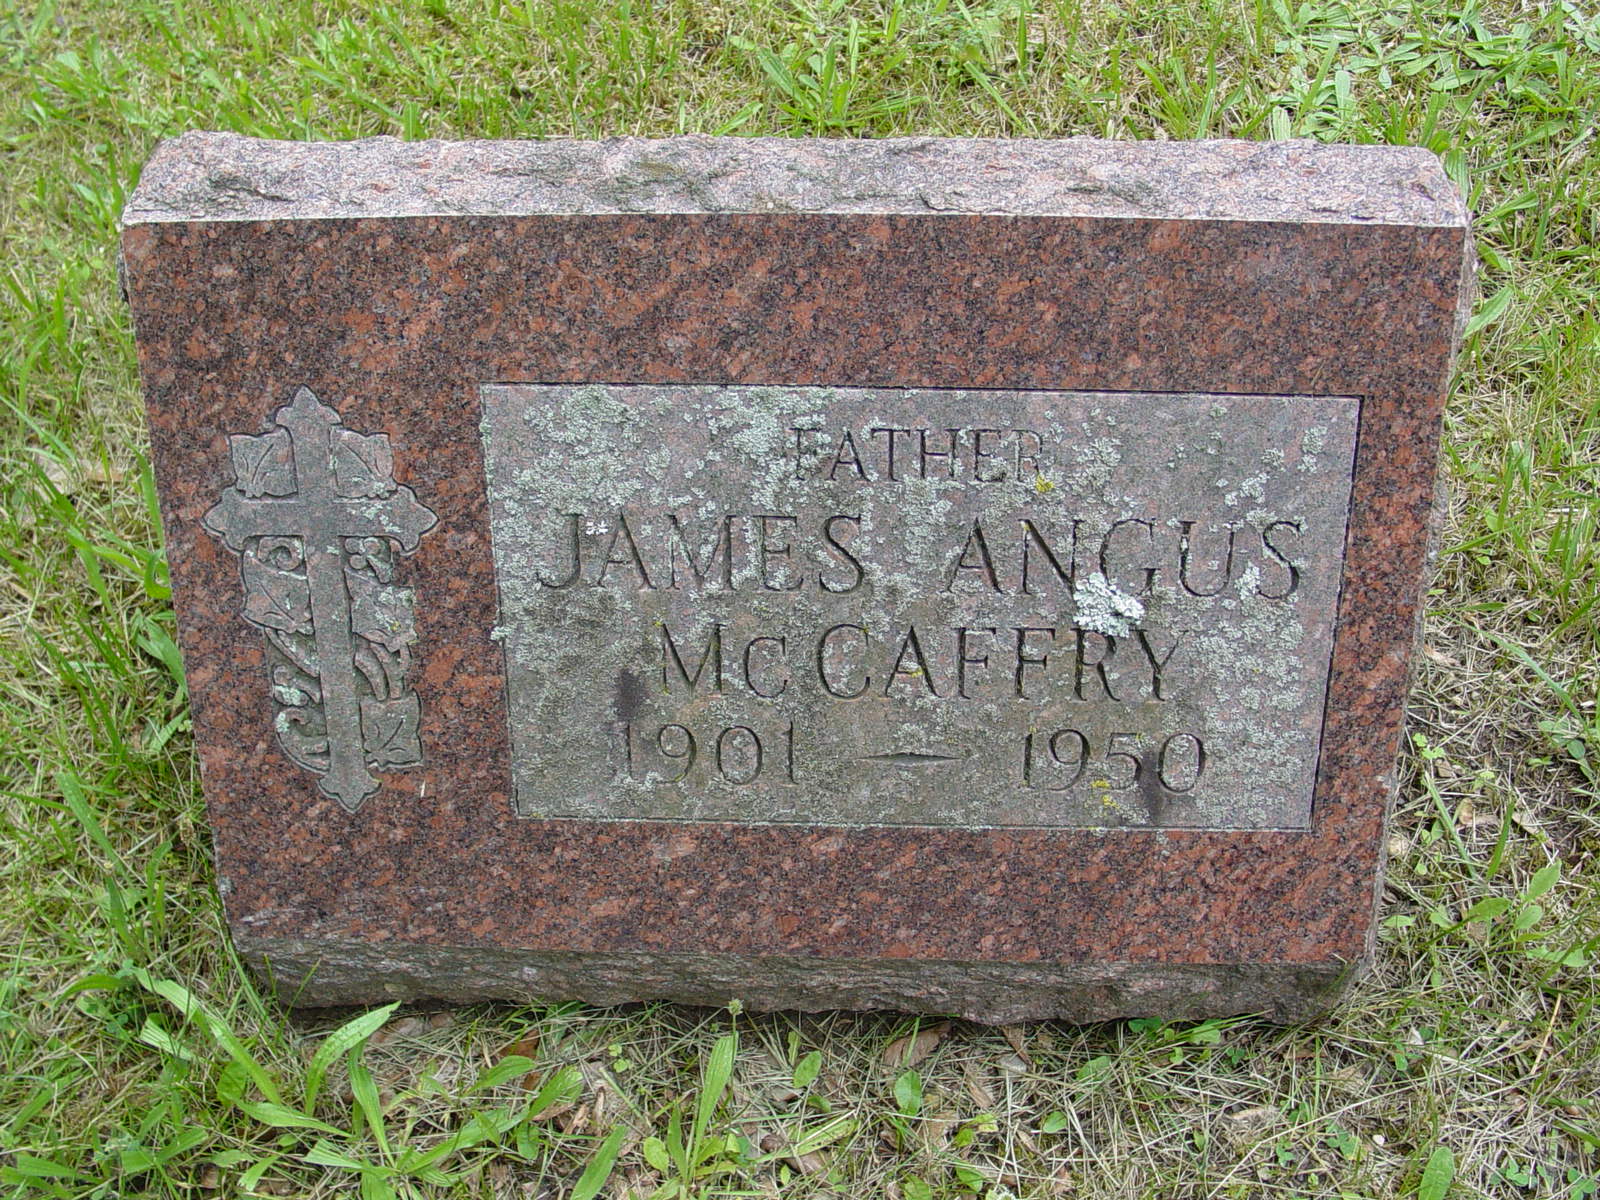 FATHER
JAMES ANGUS
McCAFFRY
1901 — 1950